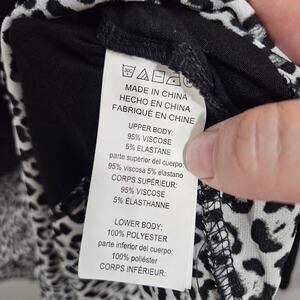 MADE IN CHINA
HECHO EN CHINA
FABRIQUÉ EN CHINE
UPPER BODY:
95% VISCOSE
5% ELASTANE
parte superior del cuerpo
95% viscosa 5% elastano
CORPS SUPÉRIEUR:
95% VISCOSE
5% ÉLASTHANNE
LOWER BODY:
100% POLYESTER
parte inferior del cuerpo:
100% poliéster
CORPS INFÉRIEUR: